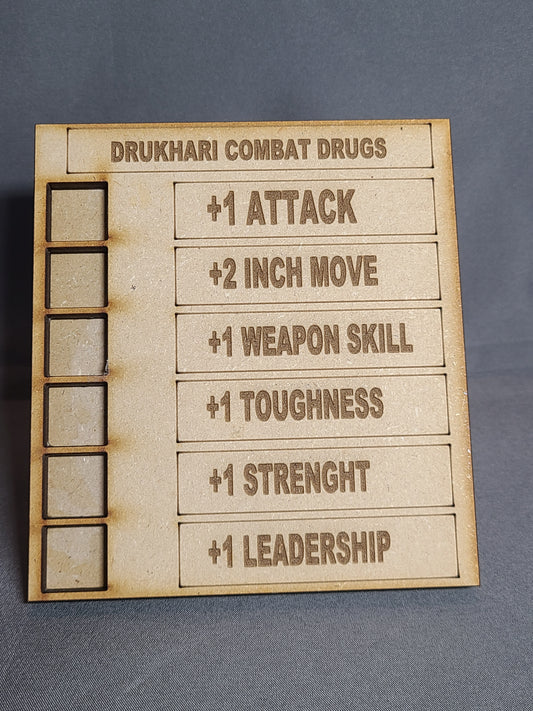 DRUKHARI COMBAT DRUGS
+1 ATTACK
+2 INCH MOVE
+1 WEAPON SKILL
+1 TOUGHNESS
+1 STRENGHT
+1 LEADERSHIP